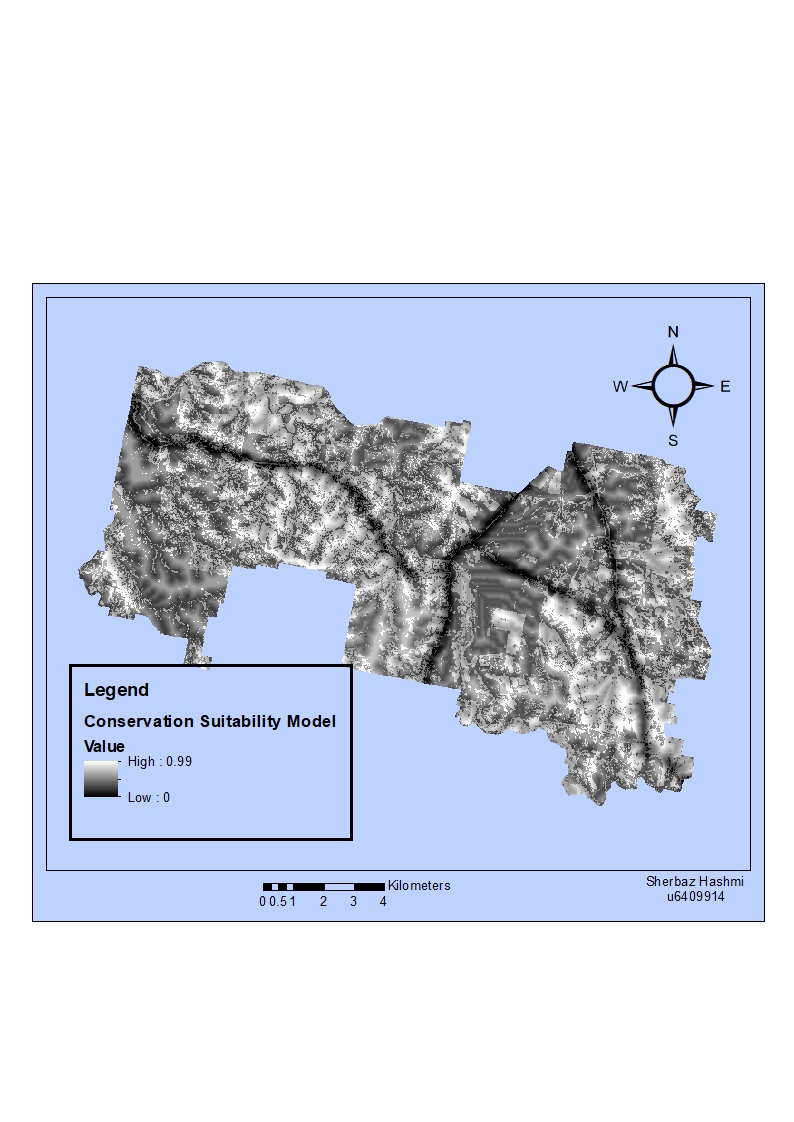 N
W E
S
Legend
Conservation Suitability Model
Value
High : 0.99
Low : 0
Kilometers
0 0.5 1 2 3 4
Sherbaz Hashmi
u6409914